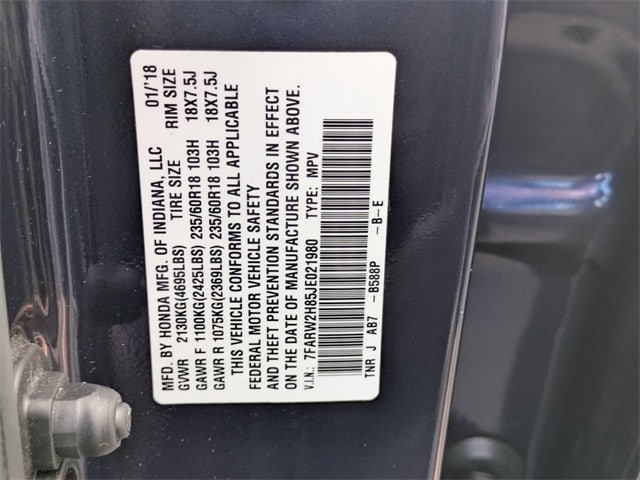 MFD. BY HONDA MFG. OF INDIANA, LLC 01/'18
GVWR 2130KG(4695LBS) TIRE SIZE RIM SIZE
GAWR F 1100KG(2425LBS) 235/60R18 103H 18X7.5J
GAWR R 1075KG(2369LBS) 235/60R18 103H 18X7.5J
THIS VEHICLE CONFORMS TO ALL APPLICABLE
FEDERAL MOTOR VEHICLE SAFETY
AND THEFT PREVENTION STANDARDS IN EFFECT
ON THE DATE OF MANUFACTURE SHOWN ABOVE.
V.I.N.: 7FARW2H85JE021980 TYPE: MPV
TNR J AB7 -B588P -B-E